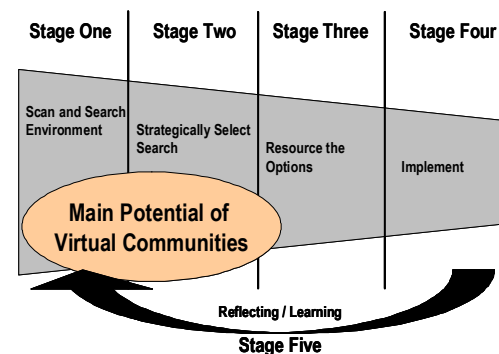 Stage One
Stage Two
Stage Three
Stage Four
Scan and Search
Environment
Strategically Select
Search
Resource the
Options
Implement
Main Potential of
Virtual Communities
Reflecting / Learning
Stage Five